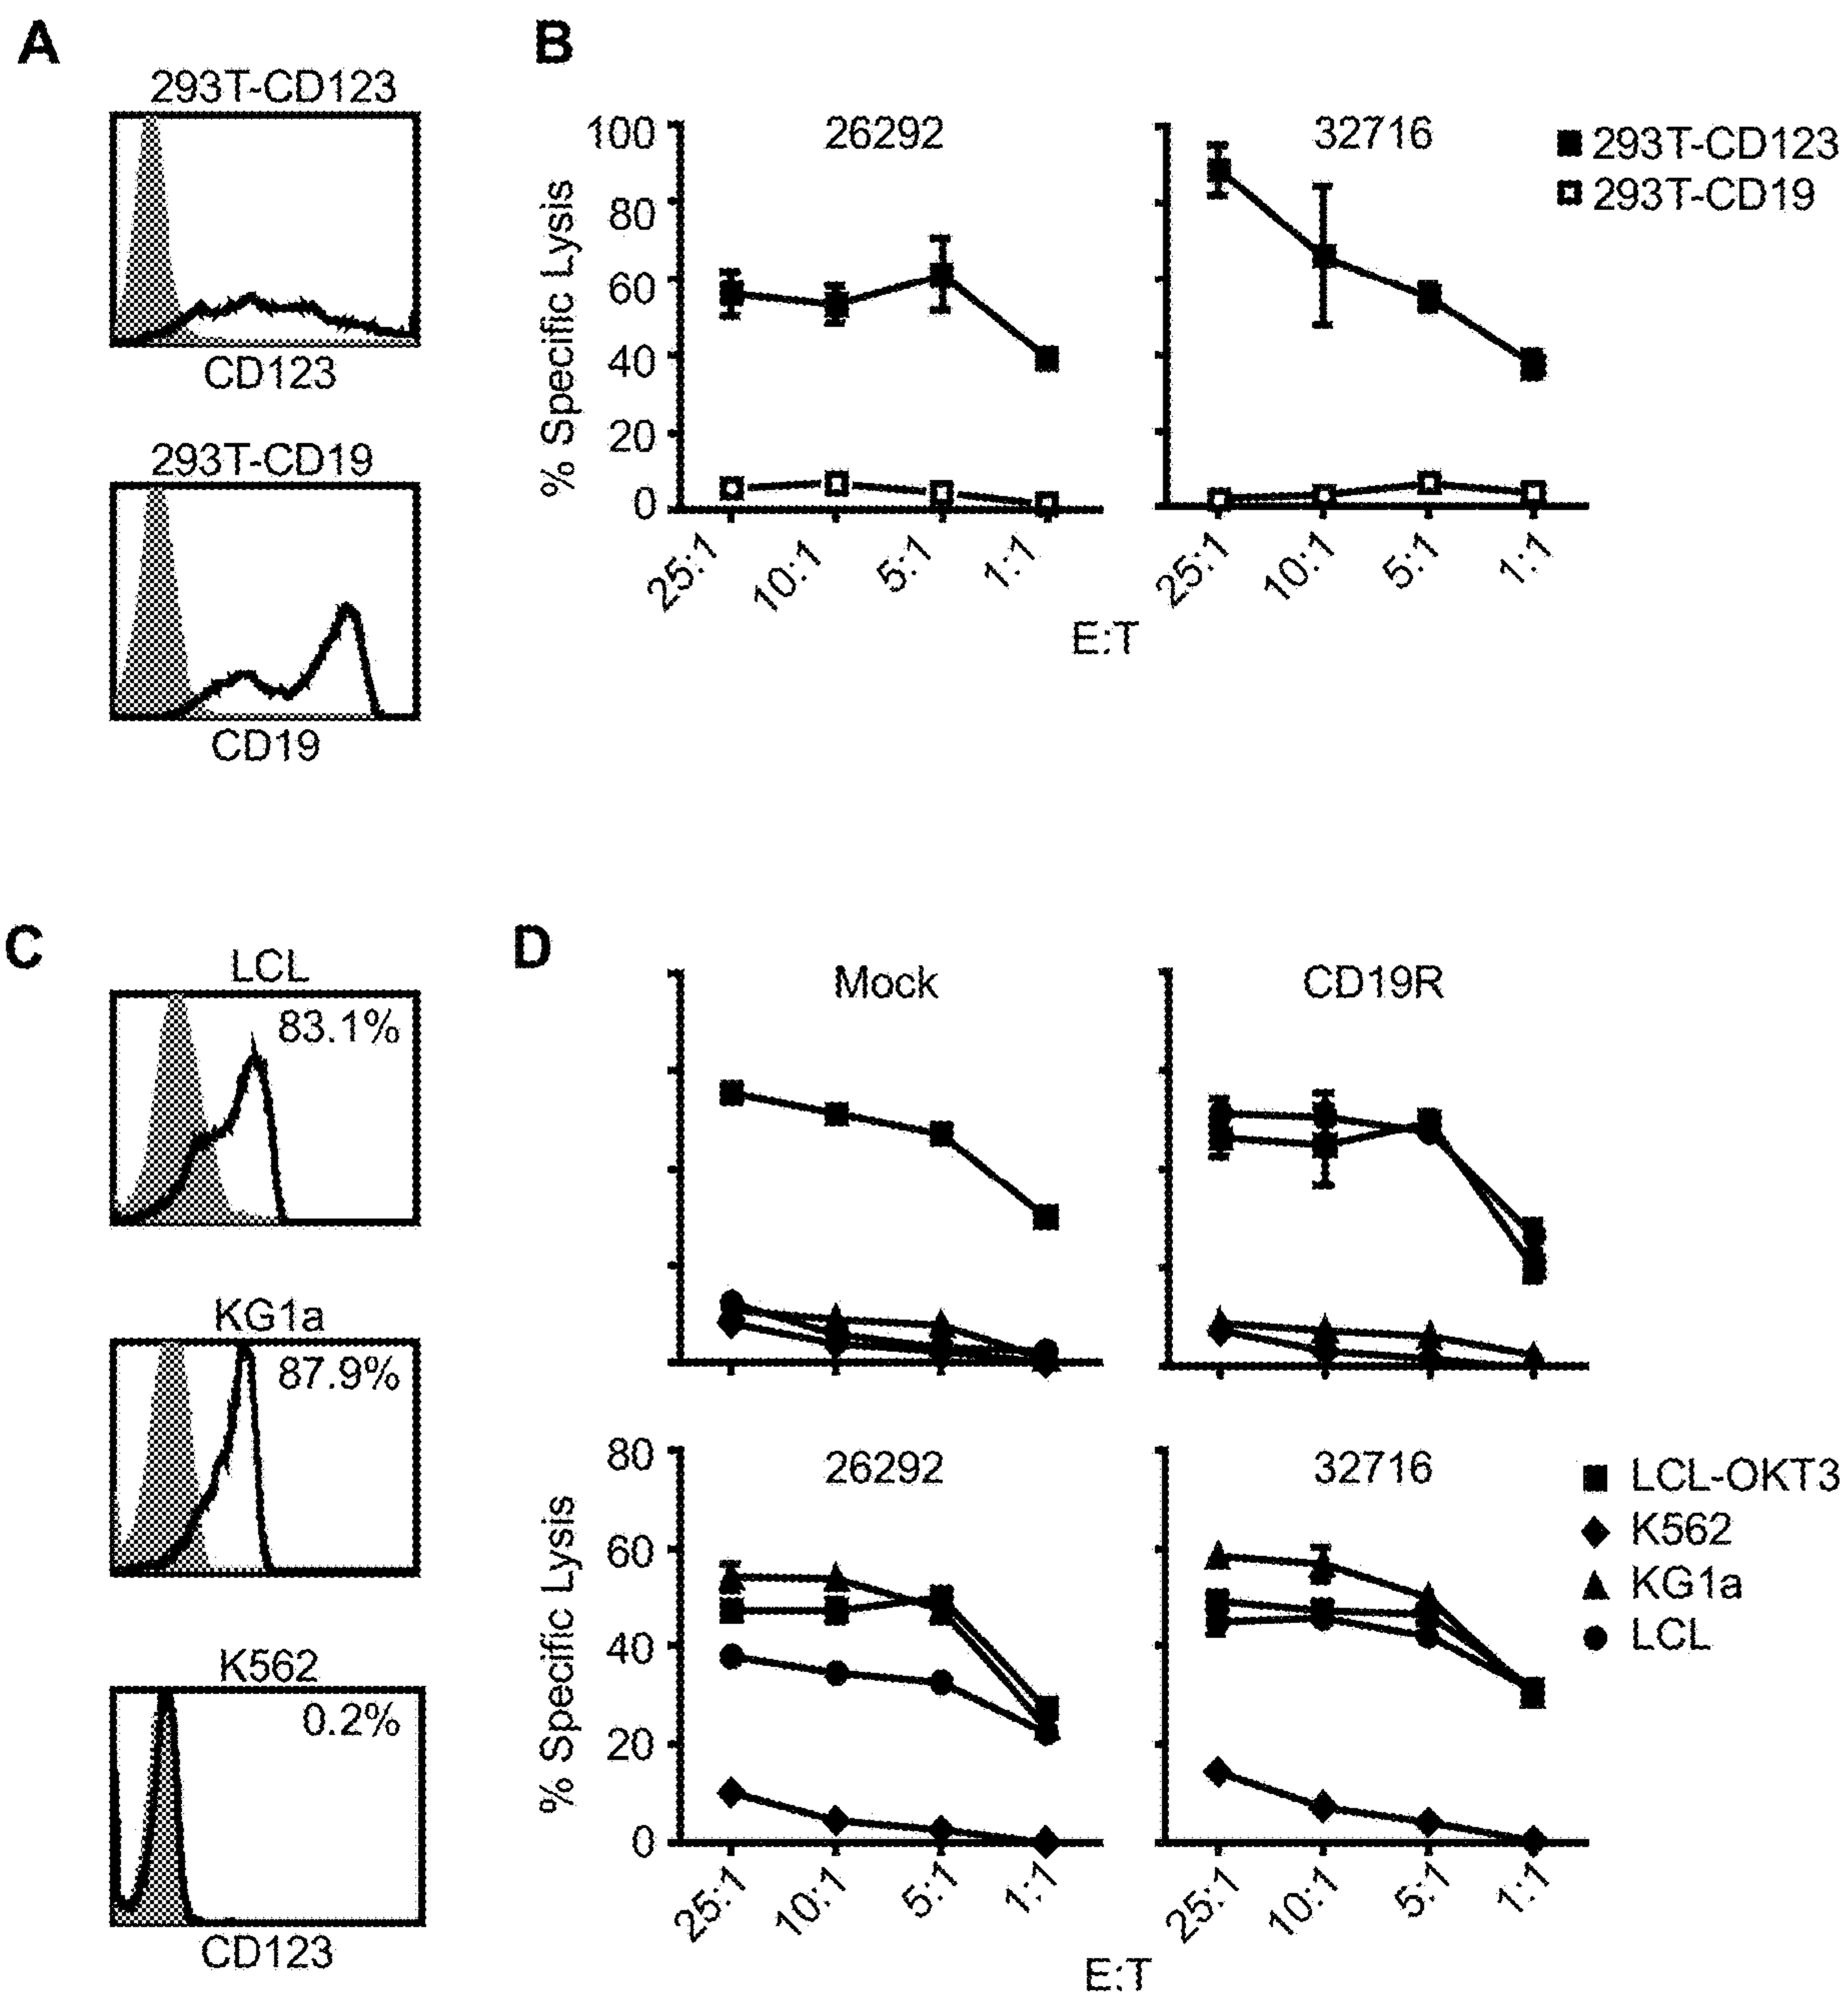 A
293T-CD123
CD123
293T-CD19
CD19
B
26292
32716
293T-CD123
293T-CD19
% Specific Lysis
100
80
60
40
20
0
25:1
10:1
5:1
1:1
25:1
10:1
5:1
1:1
E:T
C
LCL
83.1%
KG1a
87.9%
K562
0.2%
CD123
D
Mock
CD19R
26292
32716
LCL-OKT3
K562
KG1a
LCL
% Specific Lysis
80
60
40
20
0
25:1
10:1
5:1
1:1
25:1
10:1
5:1
1:1
E:T